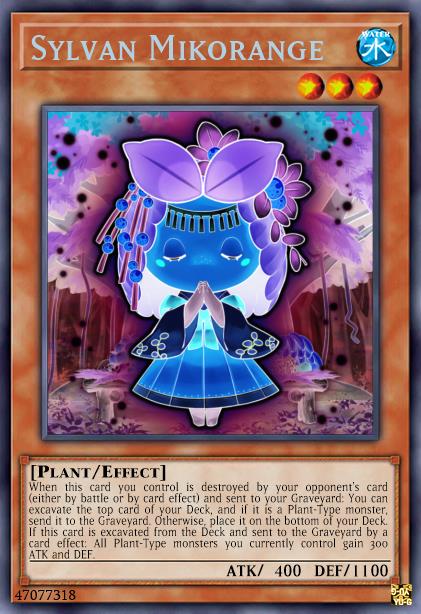 Sylvan Mikorange
WATER
水
[Plant/Effect]
When this card you control is destroyed by your opponent's card
(either by battle or by card effect) and sent to your Graveyard: You can
excavate the top card of your Deck, and if it is a Plant-Type monster,
send it to the Graveyard. Otherwise, place it on the bottom of your Deck.
If this card is excavated from the Deck and sent to the Graveyard by a
card effect: All Plant-Type monsters you currently control gain 300
ATK and DEF.
ATK/ 400 DEF/1100
47077318